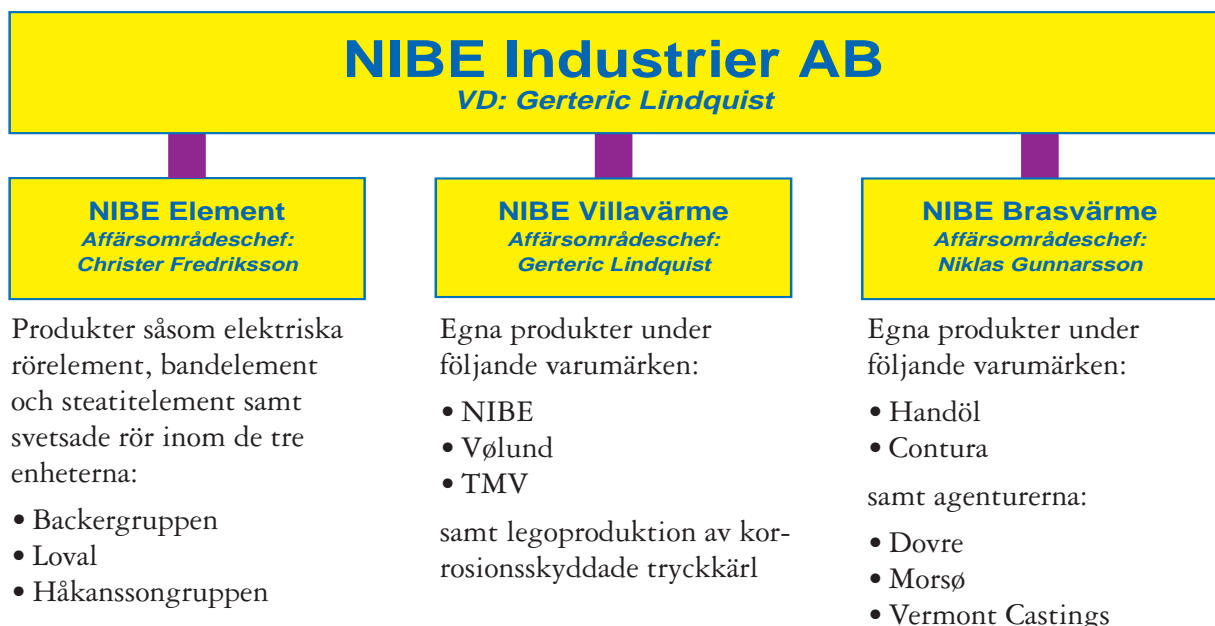 NIBE Industrier AB
VD: Gerteric Lindquist
NIBE Element
Affärsområdeschef:
Christer Fredriksson
Produkter såsom elektriska
rörelement, bandelement
och steatitelement samt
svetsade rör inom de tre
enheterna:
• Backergruppen
• Loval
• Håkanssongruppen
NIBE Villavärme
Affärsområdeschef:
Gerteric Lindquist
Egna produkter under
följande varumärken:
• NIBE
• Vølund
• TMV
samt legoproduktion av kor-
rosionsskyddade tryckkärl
NIBE Brasvärme
Affärsområdeschef:
Niklas Gunnarsson
Egna produkter under
följande varumärken:
• Handöl
• Contura
samt agenturerna:
• Dovre
• Morsø
• Vermont Castings